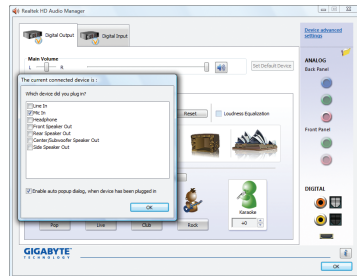 Realtek HD Audio Manager
Digital Output
Digital Input
Device advanced
settings
Main Volume
L
R
Set Default Device
ANALOG
Back Panel
The current connected device is :
Which device did you plug in?
Line In
Mic In
Headphone
Front Speaker Out
Rear Speaker Out
Center/Subwoofer Speaker Out
Side Speaker Out
Enable auto popup dialog, when device has been plugged in
OK
Reset
Loudness Equalization
Front Panel
Karaoke
+0
Pop
Live
Club
Rock
DIGITAL
GIGABYTE
TECHNOLOGY
OK